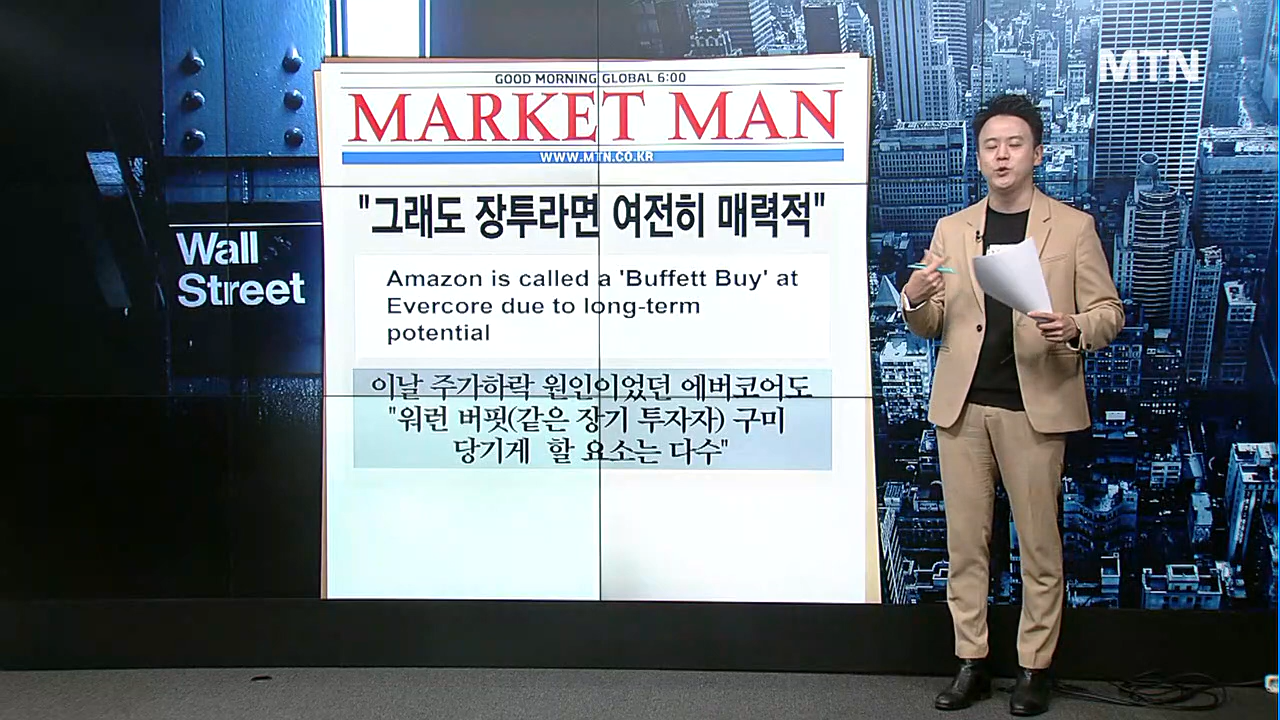 GOOD MORNING GLOBAL 6:00
MARKET MAN
WWW.MTN.CO.KR
MTN
"그래도 장투라면 여전히 매력적"
Wall
Street
Amazon is called a 'Buffett Buy' at
Evercore due to long-term
potential
이날 주가하락 원인이었던 에버코어도
"워런 버핏(같은 장기 투자자) 구미
당기게 할 요소는 다수"